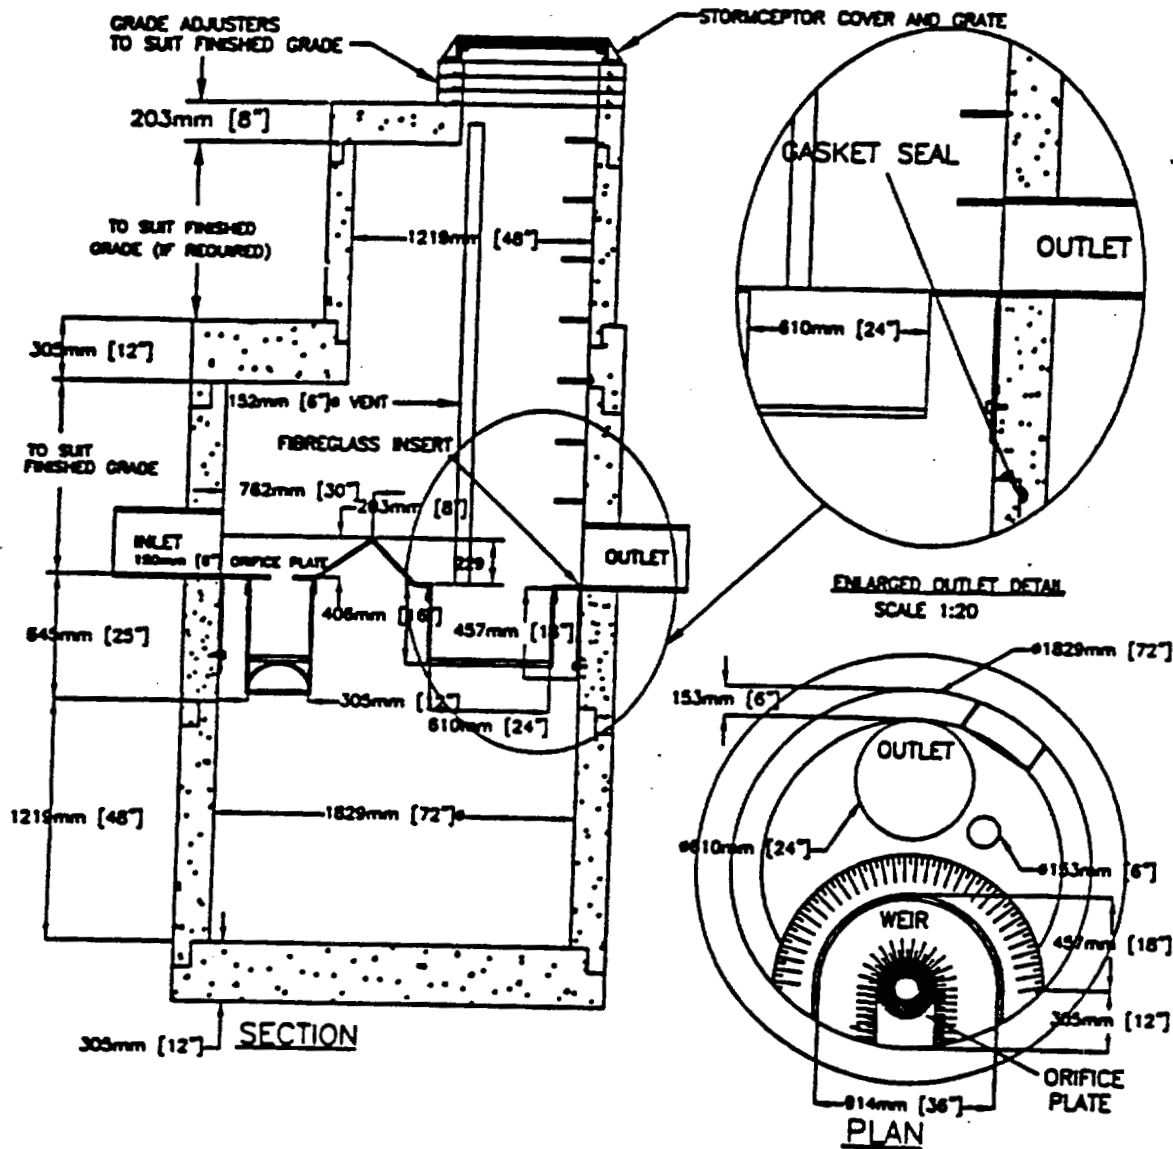 GRADE ADJUSTERS
TO SUIT FINISHED GRADE
STORMCEPTOR COVER AND GRATE
203mm [8"]
GASKET SEAL
TO SUIT FINISHED
GRADE (IF REQUIRED)
1219mm [48"]
OUTLET
305mm [12"]
610mm [24"]
152mm [6"]ø VENT
FIBREGLASS INSERT
TO SUIT
FINISHED GRADE
762mm [30"]
203mm [8"]
INLET
ORIFICE PLATE
229
OUTLET
ENLARGED OUTLET DETAIL
SCALE 1:20
406mm [16"]
457mm [18"]
645mm [25"]
ø1829mm [72"]
153mm [6"]
305mm [12"]
610mm [24"]
OUTLET
1219mm [48"]
1829mm [72"]ø
ø610mm [24"]
ø153mm [6"]
WEIR
457mm [18"]
305mm [12"]
305mm [12"]
SECTION
ORIFICE
PLATE
914mm [36"]
PLAN